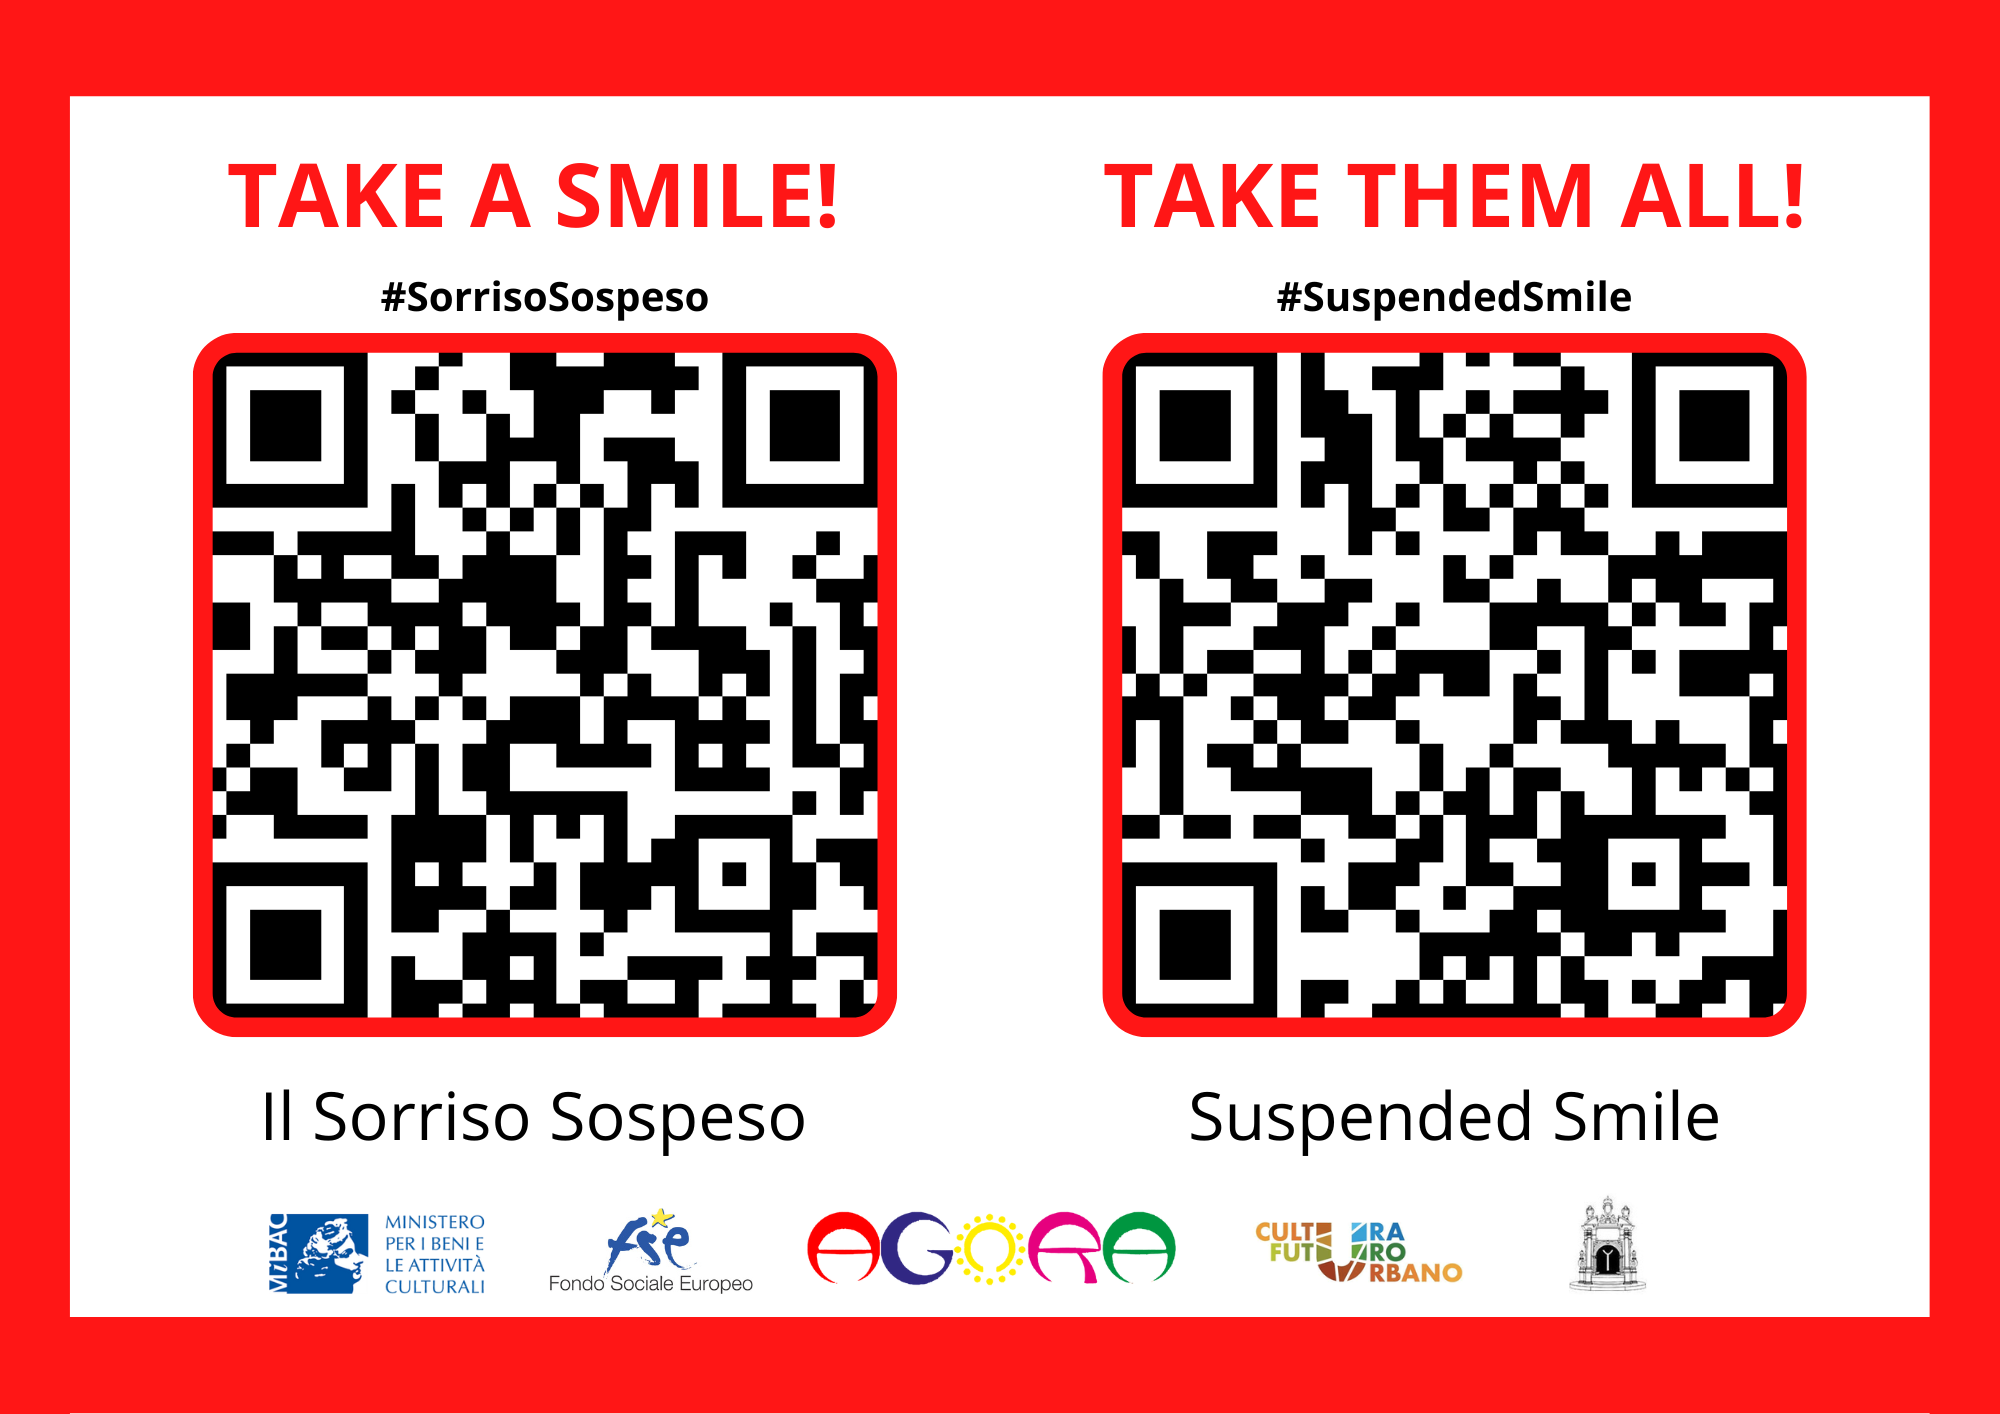 TAKE A SMILE!
#SorrisoSospeso
Il Sorriso Sospeso
TAKE THEM ALL!
#SuspendedSmile
Suspended Smile
MiBAC
MINISTERO
PER I BENI E
LE ATTIVITÀ
CULTURALI
fse
Fondo Sociale Europeo
AGORA
CULTURA
FUTURO
URBANO